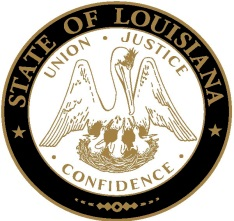 STATE OF LOUISIANA
UNION · JUSTICE
· CONFIDENCE ·